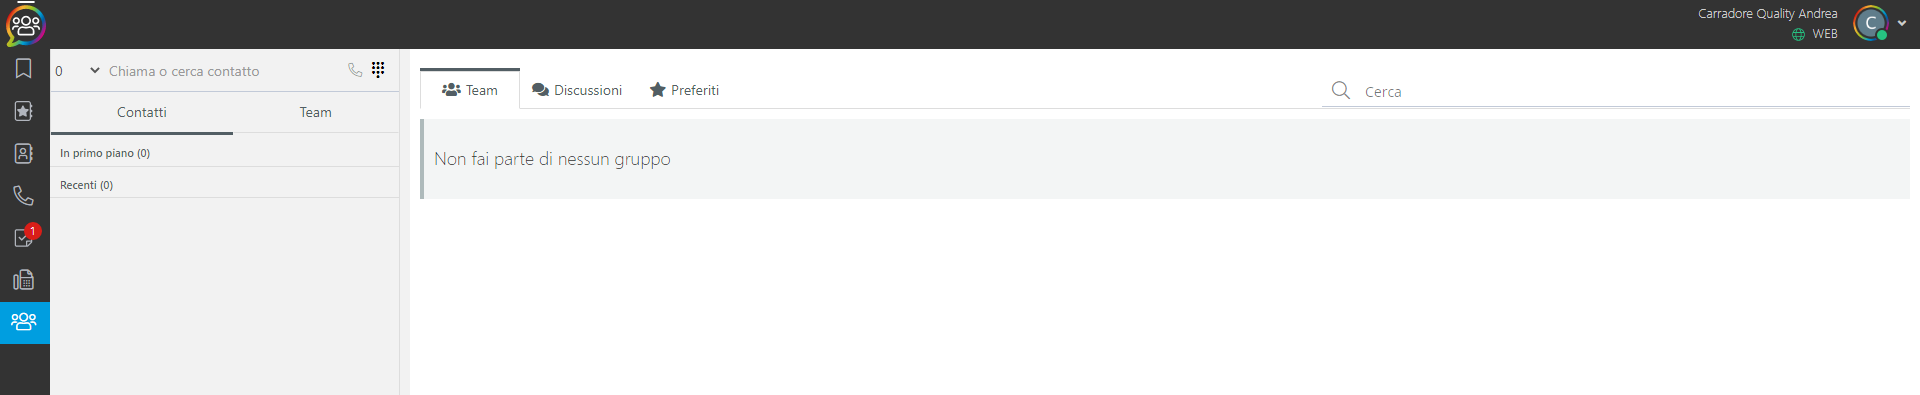 Carradore Quality Andrea
WEB
C
0 Chiama o cerca contatto
Contatti Team
In primo piano (0)
Recenti (0)
1
Team Discussioni Preferiti
Cerca
Non fai parte di nessun gruppo